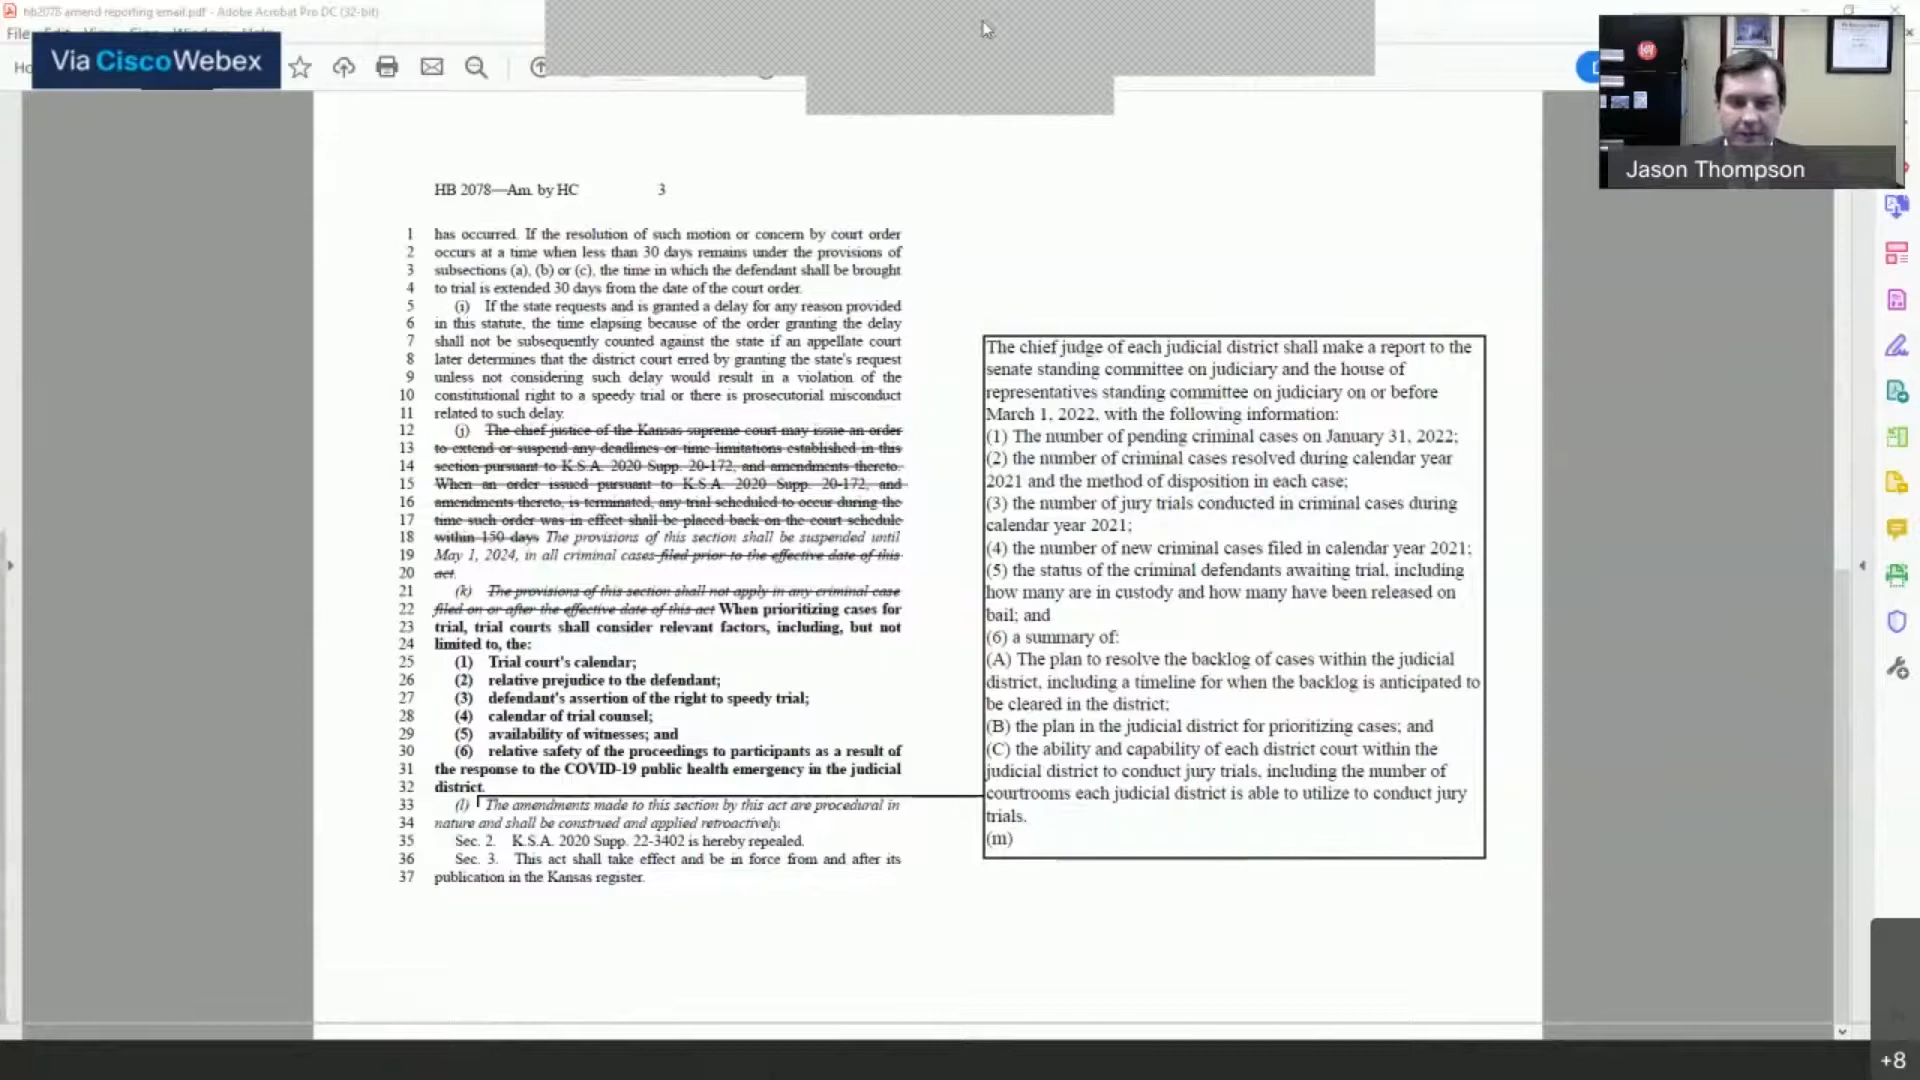 hb2078 amend reporting email.pdf - Adobe Acrobat Pro DC (32-bit)
File Edit View Sign Window Help
Via Cisco Webex
Jason Thompson
HB 2078—Am. by HC 3
1 has occurred. If the resolution of such motion or concern by court order
2 occurs at a time when less than 30 days remains under the provisions of
3 subsections (a), (b) or (c), the time in which the defendant shall be brought
4 to trial is extended 30 days from the date of the court order.
5 (i) If the state requests and is granted a delay for any reason provided
6 in this statute, the time elapsing because of the order granting the delay
7 shall not be subsequently counted against the state if an appellate court
8 later determines that the district court erred by granting the state's request
9 unless not considering such delay would result in a violation of the
10 constitutional right to a speedy trial or there is prosecutorial misconduct
11 related to such delay.
12 (j) The chief justice of the Kansas supreme court may issue an order
13 to extend or suspend any deadlines or time limitations established in this
14 section pursuant to K.S.A. 2020 Supp. 20-172, and amendments thereto.
15 When an order issued pursuant to K.S.A. 2020 Supp. 20-172, and
16 amendments thereto, is terminated, any trial scheduled to occur during the
17 time such order was in effect shall be placed back on the court schedule
18 within 150 days The provisions of this section shall be suspended until
19 May 1, 2024, in all criminal cases filed prior to the effective date of this
20 act.
21 (k) The provisions of this section shall not apply in any criminal case
22 filed on or after the effective date of this act When prioritizing cases for
23 trial, trial courts shall consider relevant factors, including, but not
24 limited to, the:
25 (1) Trial court's calendar;
26 (2) relative prejudice to the defendant;
27 (3) defendant's assertion of the right to speedy trial;
28 (4) calendar of trial counsel;
29 (5) availability of witnesses; and
30 (6) relative safety of the proceedings to participants as a result of
31 the response to the COVID-19 public health emergency in the judicial
32 district.
33 (l) The amendments made to this section by this act are procedural in
34 nature and shall be construed and applied retroactively.
35 Sec. 2. K.S.A. 2020 Supp. 22-3402 is hereby repealed.
36 Sec. 3. This act shall take effect and be in force from and after its
37 publication in the Kansas register.
The chief judge of each judicial district shall make a report to the
senate standing committee on judiciary and the house of
representatives standing committee on judiciary on or before
March 1, 2022, with the following information:
(1) The number of pending criminal cases on January 31, 2022;
(2) the number of criminal cases resolved during calendar year
2021 and the method of disposition in each case;
(3) the number of jury trials conducted in criminal cases during
calendar year 2021;
(4) the number of new criminal cases filed in calendar year 2021;
(5) the status of the criminal defendants awaiting trial, including
how many are in custody and how many have been released on
bail; and
(6) a summary of:
(A) The plan to resolve the backlog of cases within the judicial
district, including a timeline for when the backlog is anticipated to
be cleared in the district;
(B) the plan in the judicial district for prioritizing cases; and
(C) the ability and capability of each district court within the
judicial district to conduct jury trials, including the number of
courtrooms each judicial district is able to utilize to conduct jury
trials.
(m)
+8